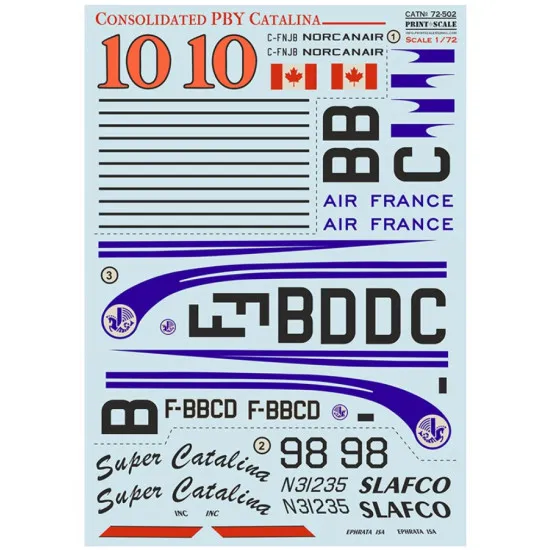 CONSOLIDATED PBY CATALINA
CATNo 72-502
PRINT SCALE
SCALE 1/72
10 10
C-FNJB NORCANAIR
C-FNJB NORCANAIR
1
BB
C
AIR FRANCE
AIR FRANCE
3
F
F
BDDC
B
F-BBCD F-BBCD
2
Super Catalina
Super Catalina
INC INC
98 98
N31235 SLAFCO
N31235 SLAFCO
EPHRATA ISA EPHRATA ISA